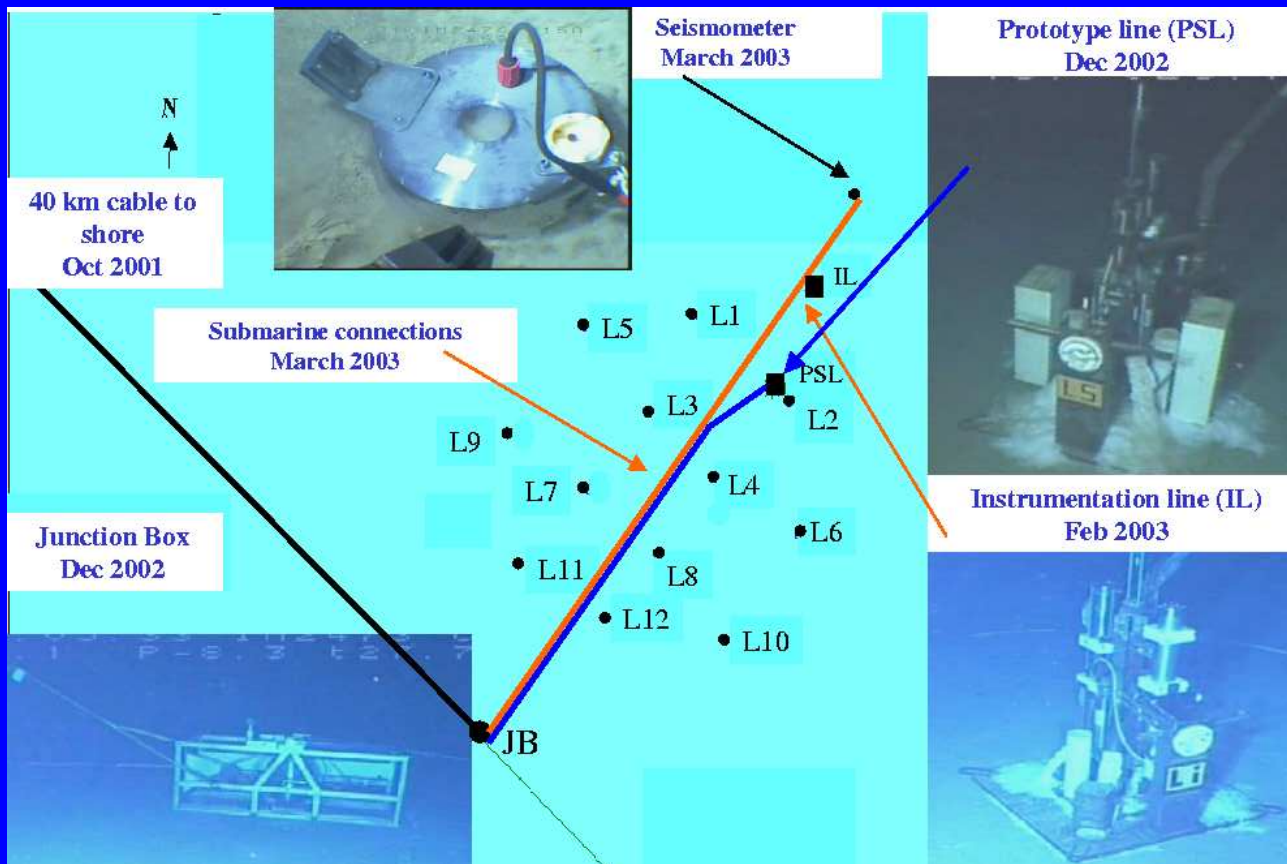 Seismometer
March 2003
Prototype line (PSL)
Dec 2002
N
40 km cable to
shore
Oct 2001
IL
L1
L5
Submarine connections
March 2003
PSL
L3
L2
L9
L7
L4
Instrumentation line (IL)
Feb 2003
L6
Junction Box
Dec 2002
L11
L8
L12
L10
JB
L5
Li